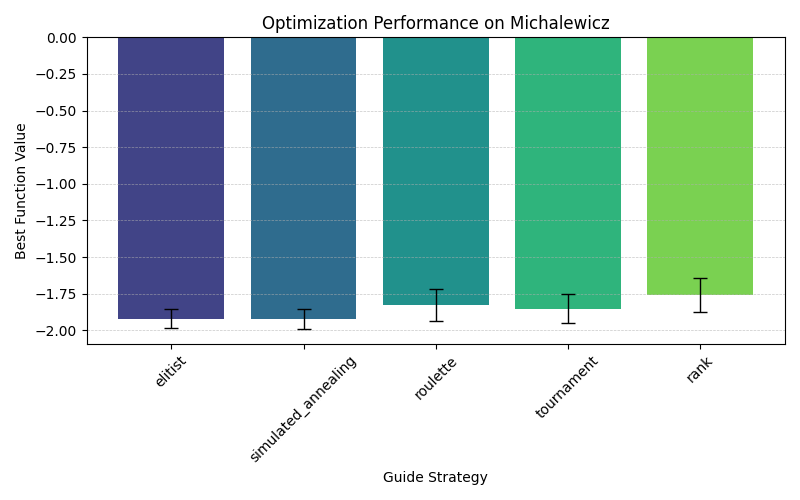 Optimization Performance on Michalewicz
Best Function Value
0.00
−0.25
−0.50
−0.75
−1.00
−1.25
−1.50
−1.75
−2.00
elitist
simulated_annealing
roulette
tournament
rank
Guide Strategy